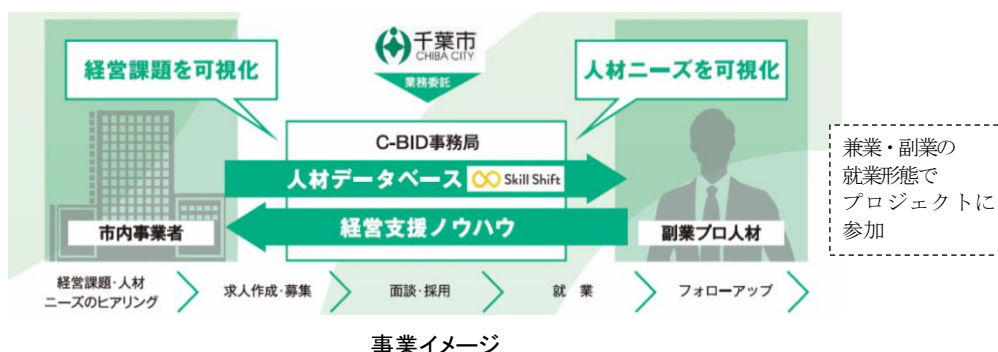 千葉市
CHIBA CITY
業務委託
経営課題を可視化
人材ニーズを可視化
C-BID事務局
人材データベース Skill Shift
経営支援ノウハウ
市内事業者
副業プロ人材
兼業・副業の
就業形態で
プロジェクトに
参加
経営課題・人材
ニーズのヒアリング
求人作成・募集
面談・採用
就 業
フォローアップ
事業イメージ